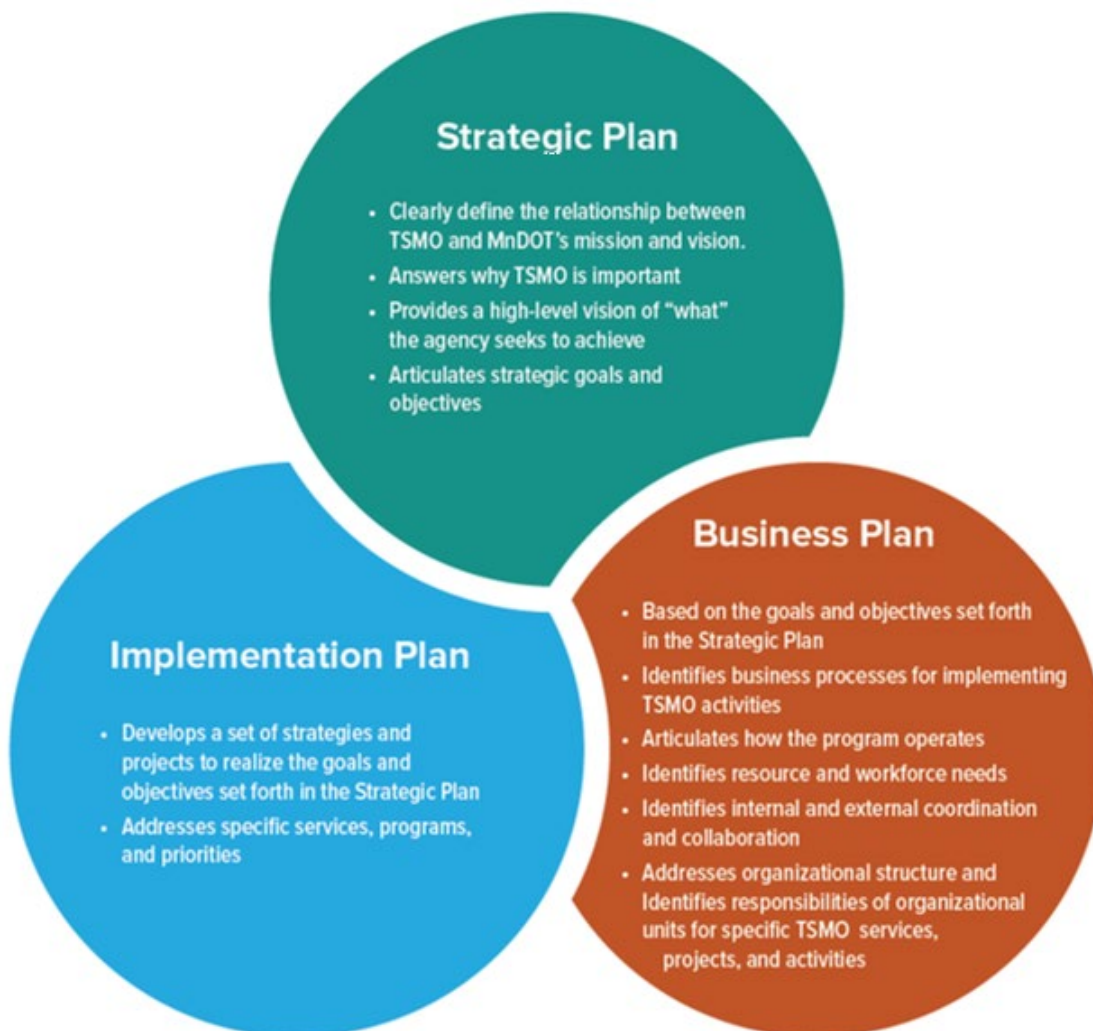 Strategic Plan
• Clearly define the relationship between
TSMO and MnDOT's mission and vision.
• Answers why TSMO is important
• Provides a high-level vision of “what”
the agency seeks to achieve
• Articulates strategic goals and
objectives
Implementation Plan
• Develops a set of strategies and
projects to realize the goals and
objectives set forth in the Strategic Plan
• Addresses specific services, programs,
and priorities
Business Plan
• Based on the goals and objectives set forth
in the Strategic Plan
• Identifies business processes for implementing
TSMO activities
• Articulates how the program operates
• Identifies resource and workforce needs
• Identifies internal and external coordination
and collaboration
• Addresses organizational structure and
Identifies responsibilities of organizational
units for specific TSMO services,
projects, and activities